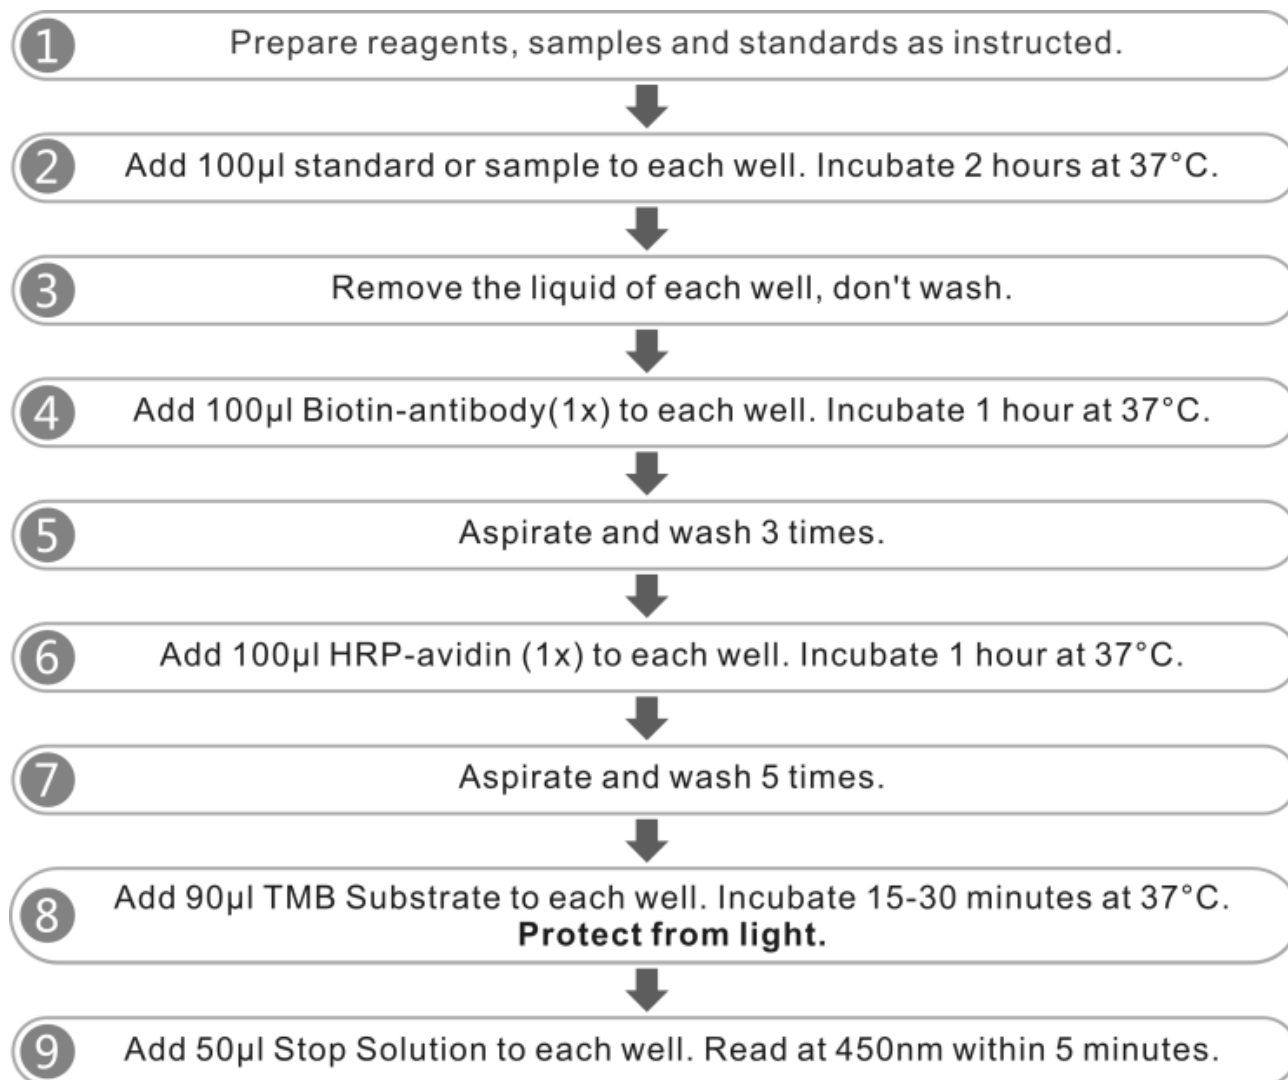 1 Prepare reagents, samples and standards as instructed.
2 Add 100μl standard or sample to each well. Incubate 2 hours at 37°C.
3 Remove the liquid of each well, don't wash.
4 Add 100μl Biotin-antibody(1x) to each well. Incubate 1 hour at 37°C.
5 Aspirate and wash 3 times.
6 Add 100μl HRP-avidin (1x) to each well. Incubate 1 hour at 37°C.
7 Aspirate and wash 5 times.
8 Add 90μl TMB Substrate to each well. Incubate 15-30 minutes at 37°C.
Protect from light.
9 Add 50μl Stop Solution to each well. Read at 450nm within 5 minutes.